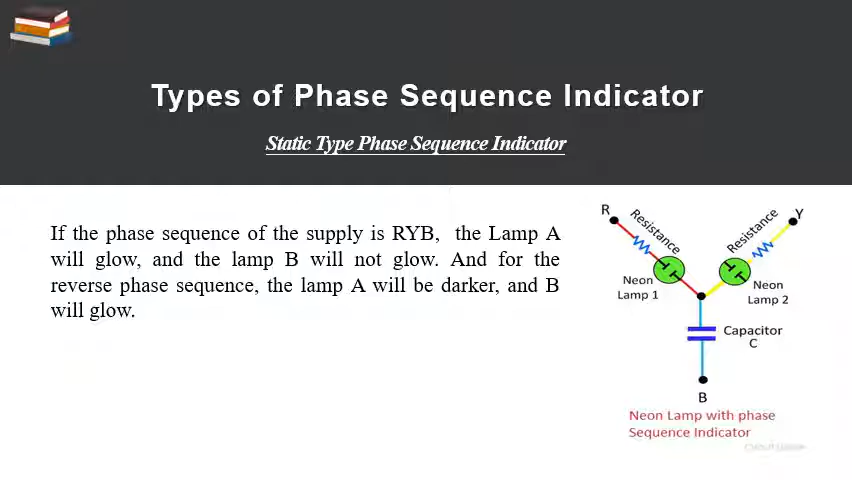 Types of Phase Sequence Indicator
Static Type Phase Sequence Indicator
If the phase sequence of the supply is RYB, the Lamp A
will glow, and the lamp B will not glow. And for the
reverse phase sequence, the lamp A will be darker, and B
will glow.
R
Resistance
Resistance
Y
Neon
Lamp 1
Neon
Lamp 2
Capacitor
C
B
Neon Lamp with phase
Sequence Indicator